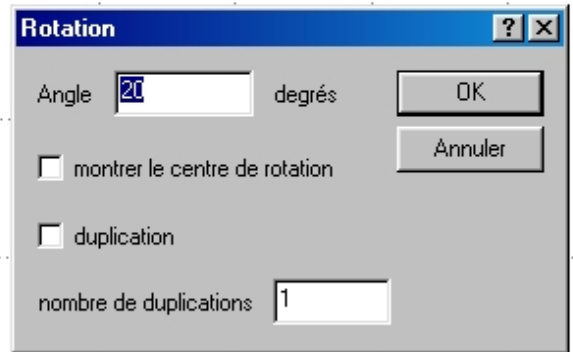 Rotation
Angle 20 degrés OK
Annuler
montrer le centre de rotation
duplication
nombre de duplications 1